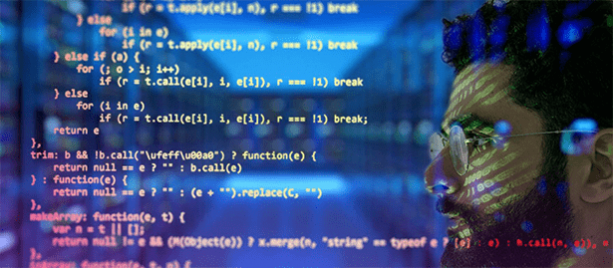 if (r = t.apply(e[i], n), r === !1) break
} else
for (i in e)
if (r = t.apply(e[i], n), r === !1) break
} else if (a) {
for (; o > i; i++)
if (r = t.call(e[i], i, e[i]), r === !1) break
} else
for (i in e)
if (r = t.call(e[i], i, e[i]), r === !1) break;
return e
},
trim: b && !b.call("\ufeff\u00a0") ? function(e) {
return null == e ? "" : b.call(e)
} : function(e) {
return null == e ? "" : (e + "").replace(C, "")
},
makeArray: function(e, t) {
var n = t || [];
return null != e && (M(Object(e)) ? x.merge(n, "string" == typeof e ? [e] : e) : h.call(n, e)), n
},
inArray: function(e, t, n) {